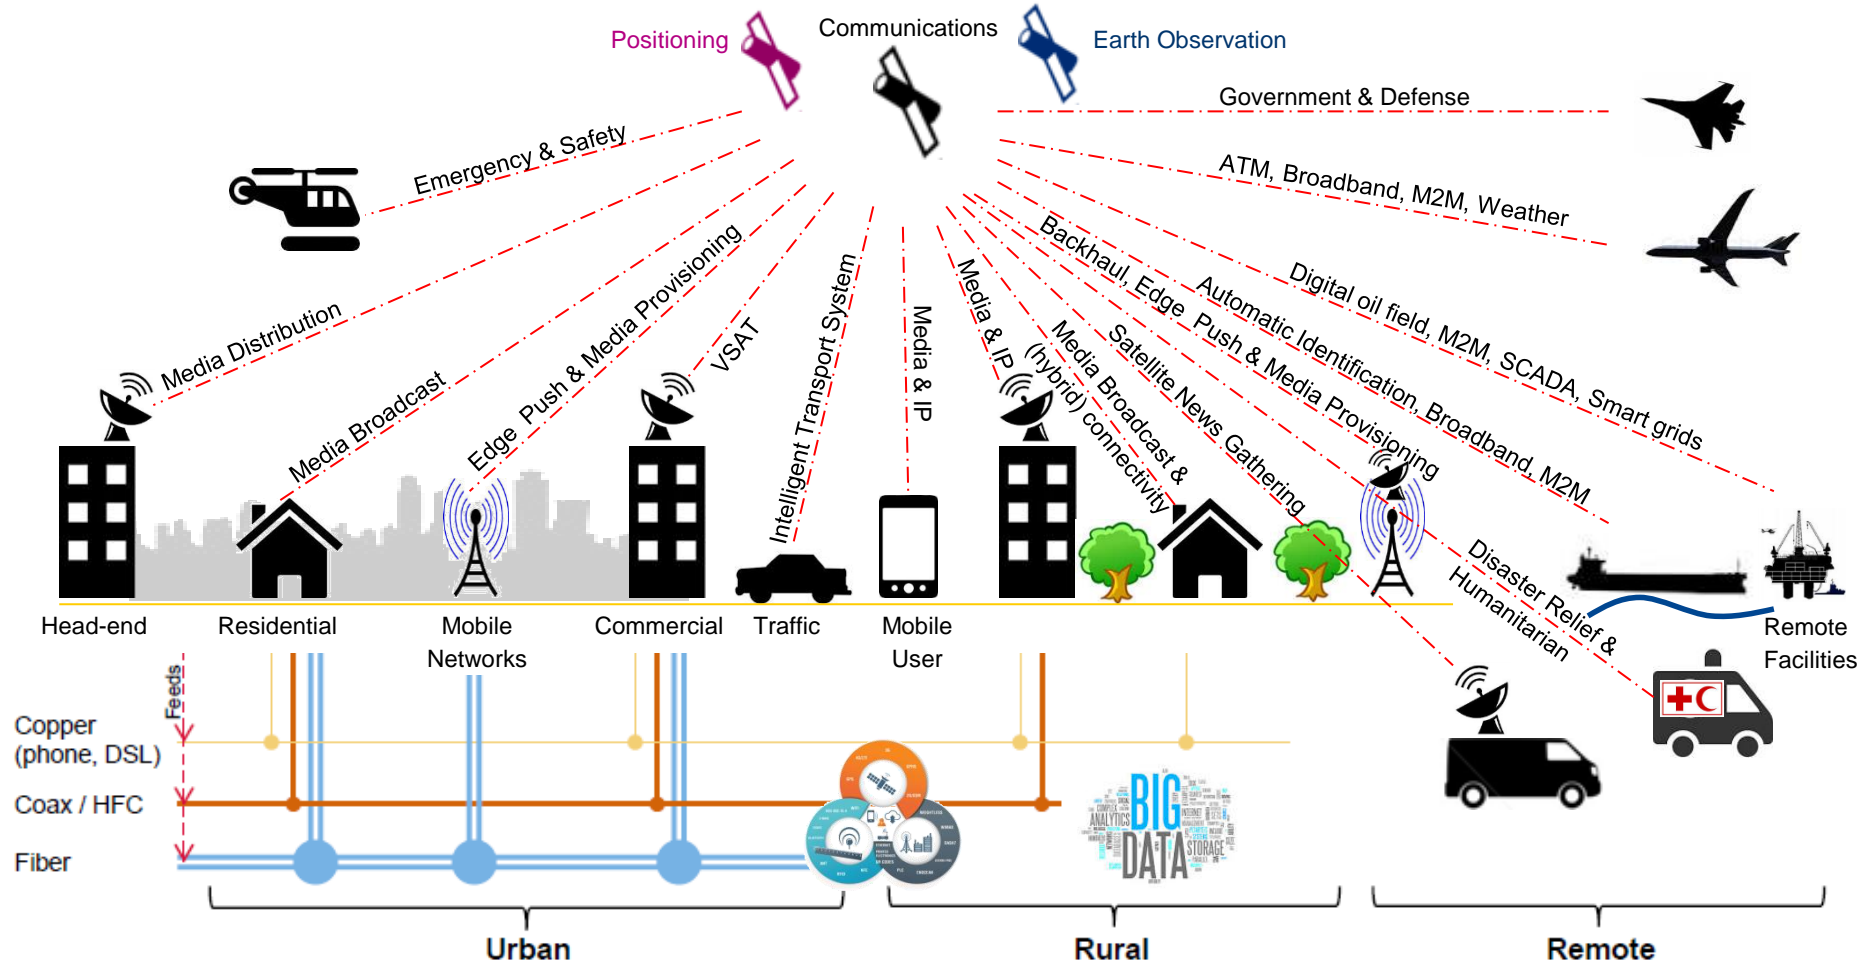 Positioning
Communications
Earth Observation
Government & Defense
Emergency & Safety
ATM, Broadband, M2M, Weather
Media Distribution
Media Broadcast
Edge Push & Media Provisioning
VSAT
Intelligent Transport System
Media & IP
Media & IP
Media Broadcast &
(hybrid) connectivity
Satellite News Gathering
Backhaul, Edge Push & Media Provisioning
Automatic Identification, Broadband, M2M
Digital oil field, M2M, SCADA, Smart grids
Disaster Relief &
Humanitarian
Head-end
Residential
Mobile
Networks
Commercial
Traffic
Mobile
User
Remote
Facilities
Feeds
Copper
(phone, DSL)
Coax / HFC
Fiber
BIG
DATA
ANALYTICS
STORAGE
COMPLEX
Urban
Rural
Remote